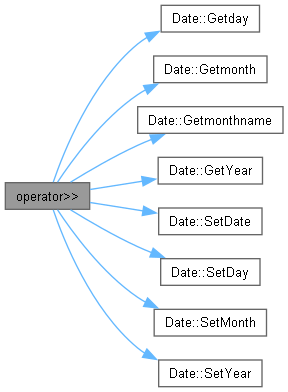 Date::Getday
Date::Getmonth
Date::Getmonthname
Date::GetYear
operator>>
Date::SetDate
Date::SetDay
Date::SetMonth
Date::SetYear